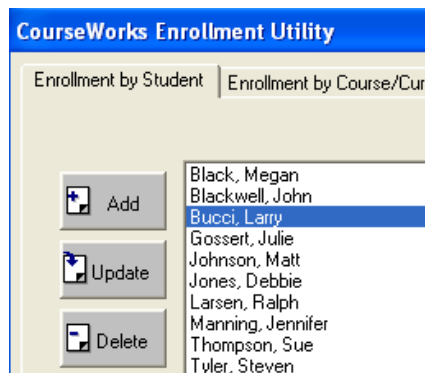 CourseWorks Enrollment Utility
Enrollment by Student
Enrollment by Course/Cur
Add
Update
Delete
Black, Megan
Blackwell, John
Bucci, Larry
Gossert, Julie
Johnson, Matt
Jones, Debbie
Larsen, Ralph
Manning, Jennifer
Thompson, Sue
Tyler, Steven